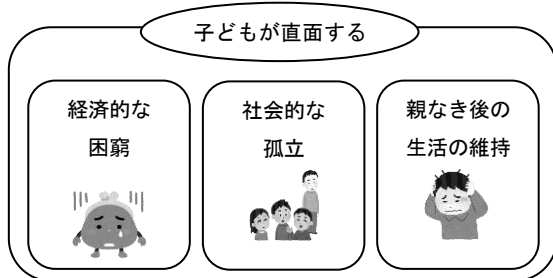 子どもが直面する
経済的な
困窮
社会的な
孤立
親なき後の
生活の維持